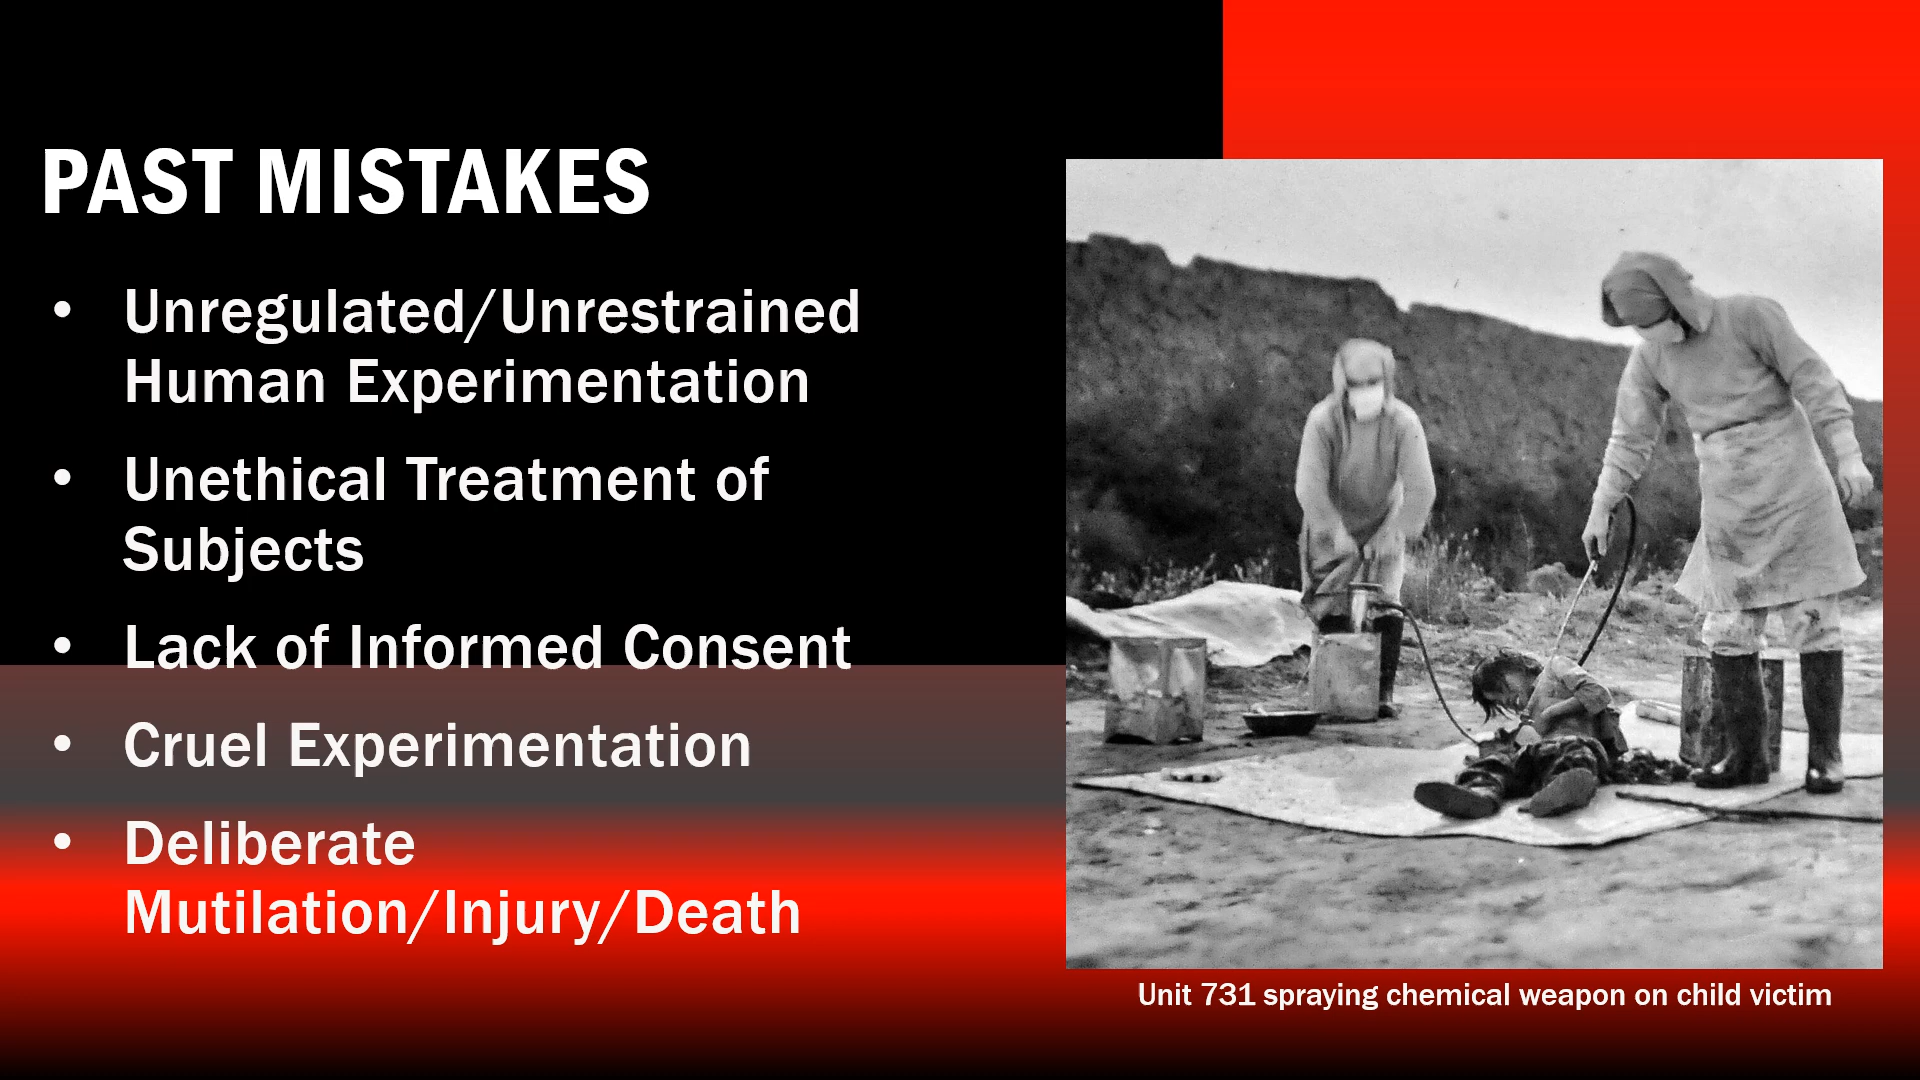 PAST MISTAKES
• Unregulated/Unrestrained
Human Experimentation
• Unethical Treatment of
Subjects
• Lack of Informed Consent
• Cruel Experimentation
• Deliberate
Mutilation/Injury/Death
Unit 731 spraying chemical weapon on child victim